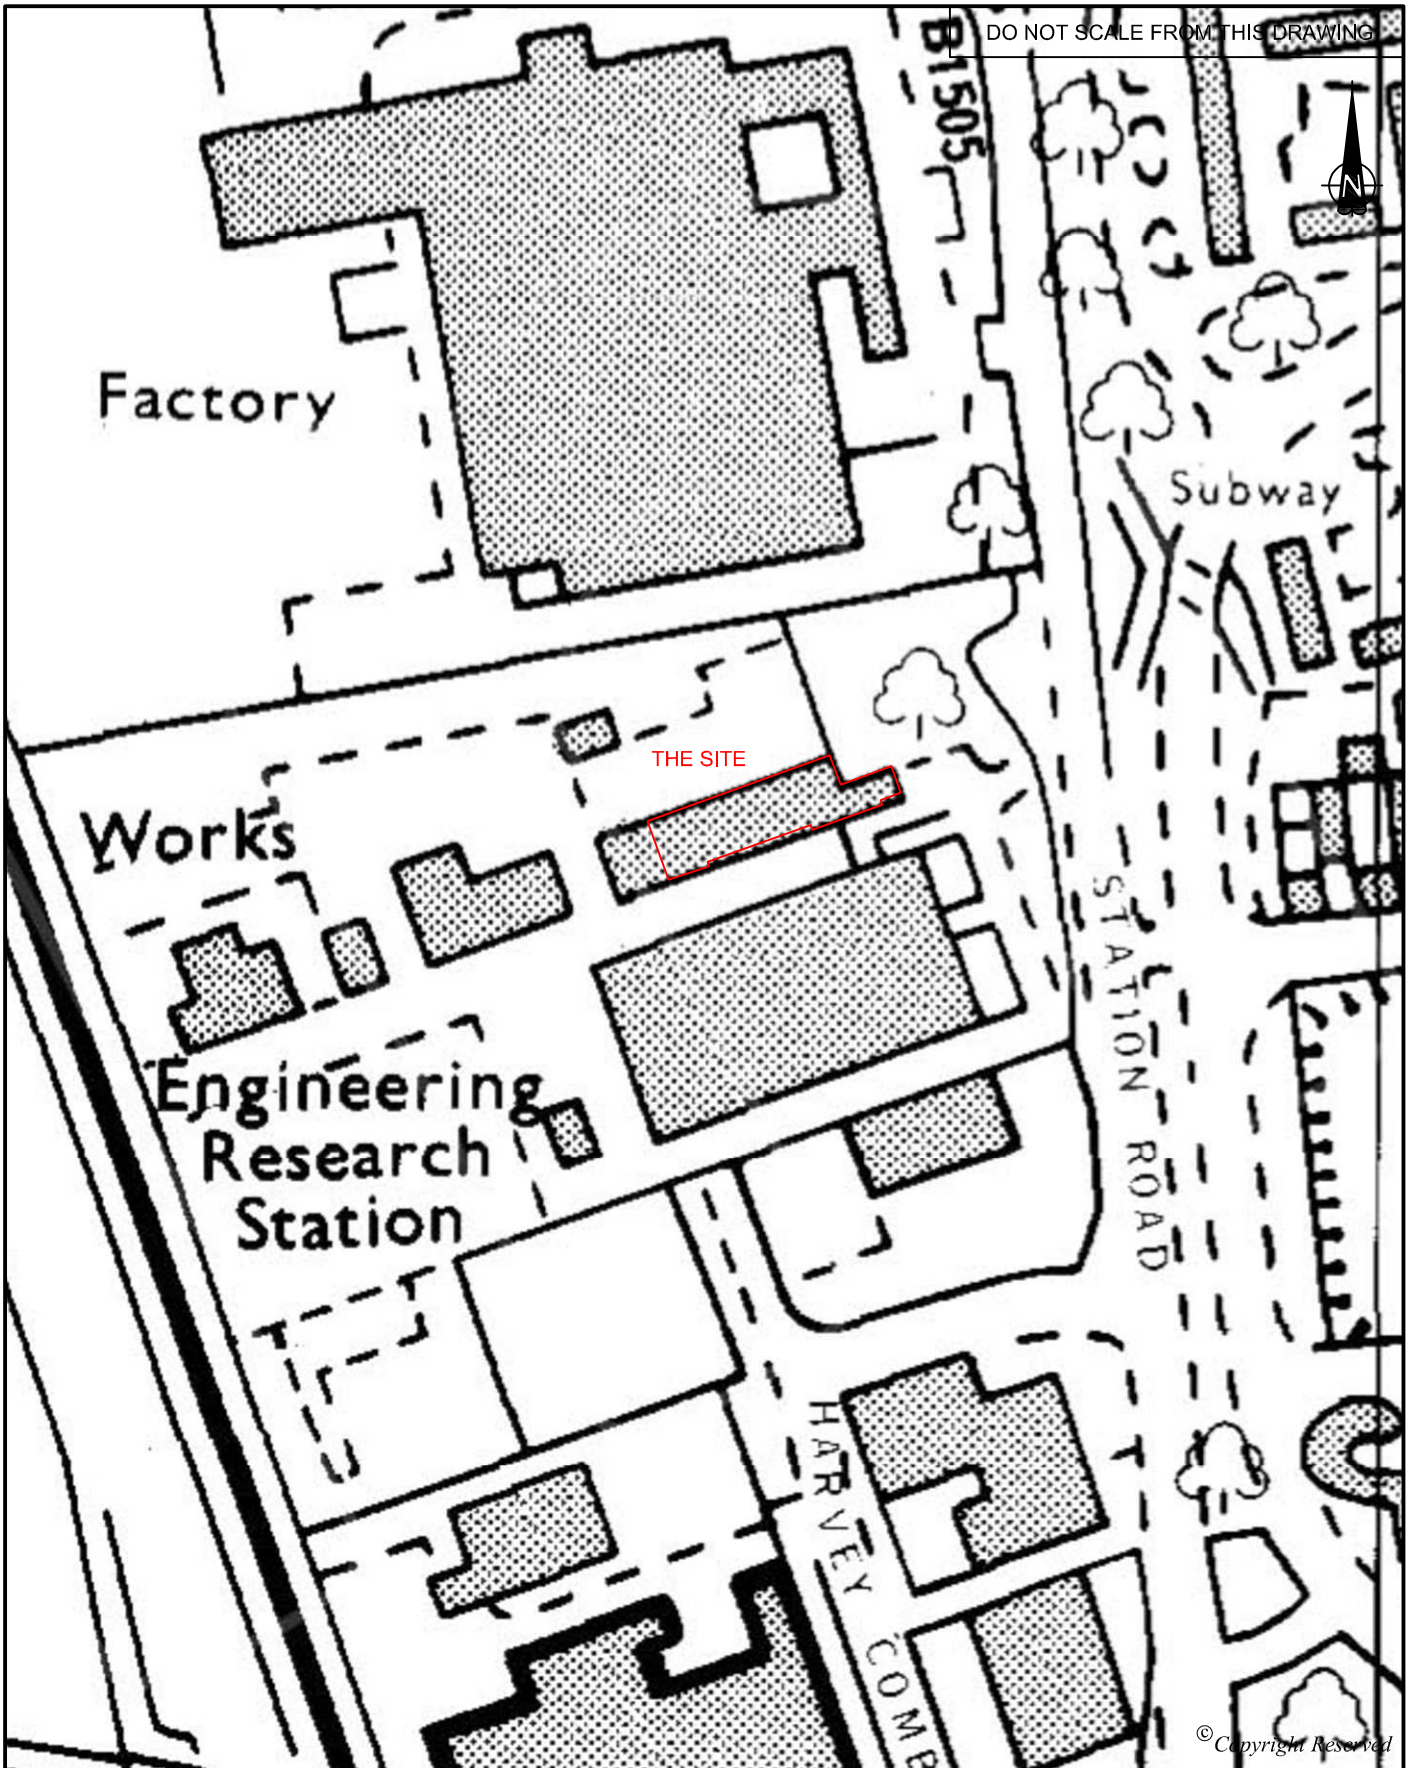 DO NOT SCALE FROM THIS DRAWING
B1505
N
Factory
Subway
THE SITE
Works
STATION ROAD
Engineering
Research
Station
HARVEY COMB
©Copyright Reserved